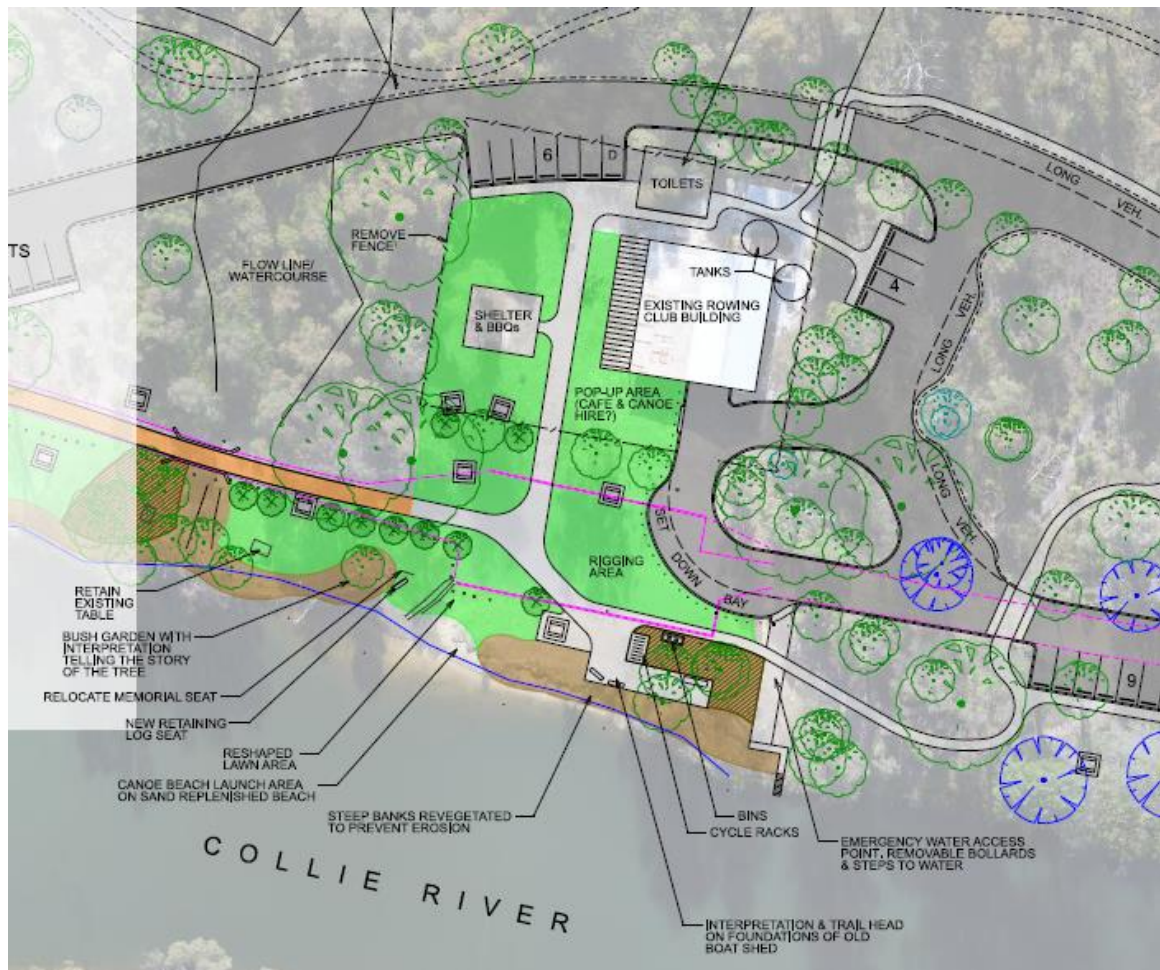 6
D
TOILETS
LONG
VEH.
REMOVE
FENCE
TS
FLOW LINE/
WATERCOURSE
TANKS
4
EXISTING ROWING
CLUB BUILDING
SHELTER
& BBQs
LONG
VEH.
POP-UP AREA
(CAFE & CANOE
HIRE?)
LONG
VEH.
SET
DOWN
BAY
RIGGING
AREA
9
RETAIN
EXISTING
TABLE
BUSH GARDEN WITH
INTERPRETATION
TELLING THE STORY
OF THE TREE
RELOCATE MEMORIAL SEAT
NEW RETAINING
LOG SEAT
RESHAPED
LAWN AREA
CANOE BEACH LAUNCH AREA
ON SAND REPLENISHED BEACH
STEEP BANKS REVEGETATED
TO PREVENT EROSION
BINS
CYCLE RACKS
EMERGENCY WATER ACCESS
POINT, REMOVABLE BOLLARDS
& STEPS TO WATER
COLLIE RIVER
INTERPRETATION & TRAIL HEAD
ON FOUNDATIONS OF OLD
BOAT SHED